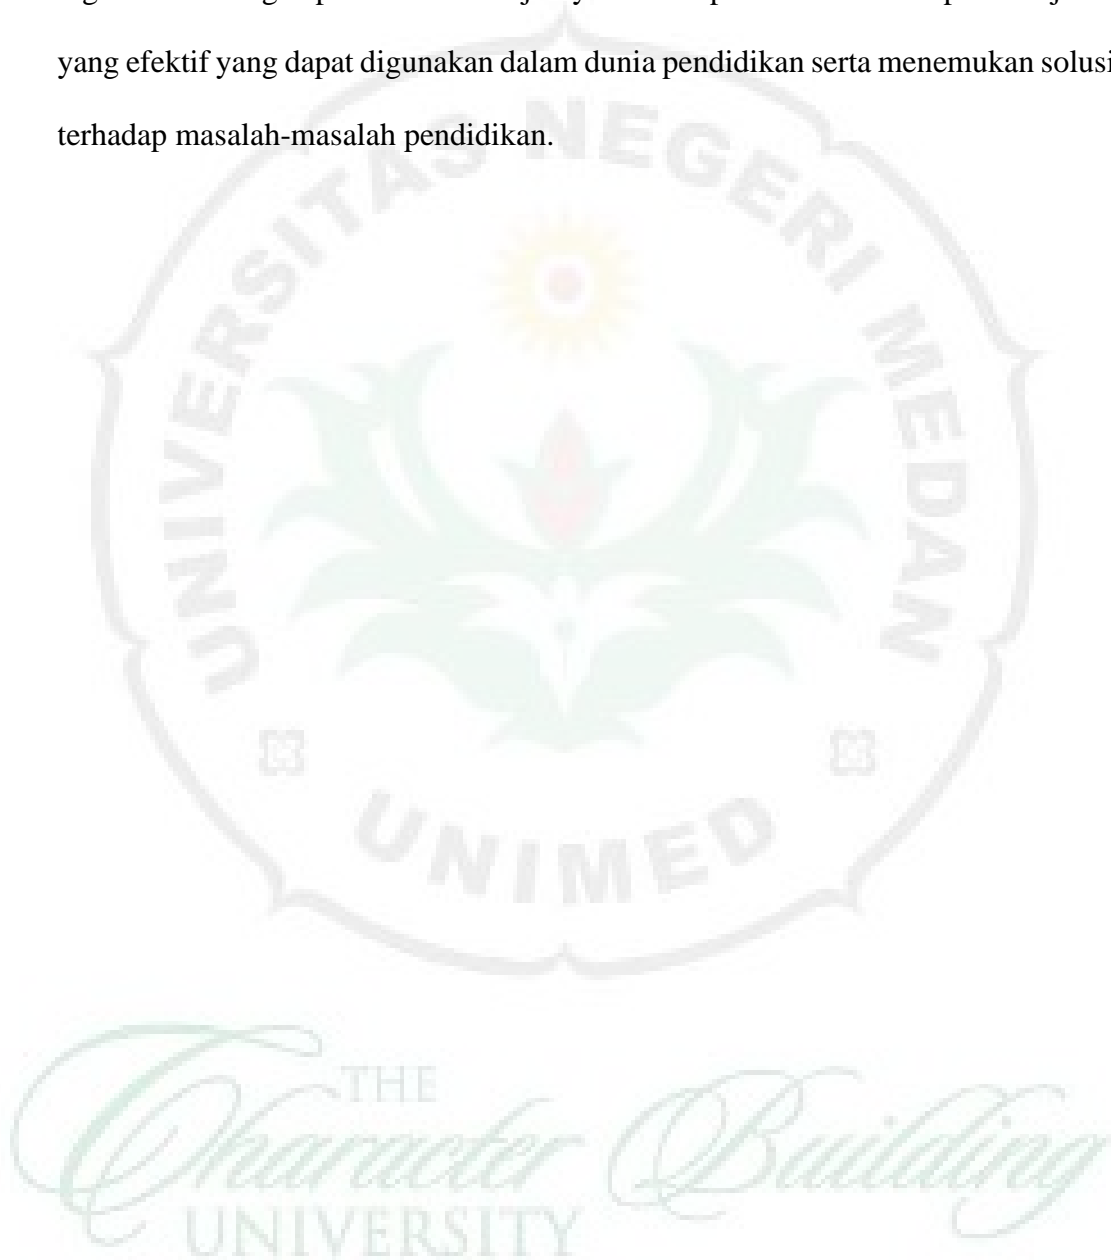 yang efektif yang dapat digunakan dalam dunia pendidikan serta menemukan solusi
terhadap masalah-masalah pendidikan.
UNIVERSITAS NEGERI MEDAN
UNIMED
THE
Character Building
UNIVERSITY